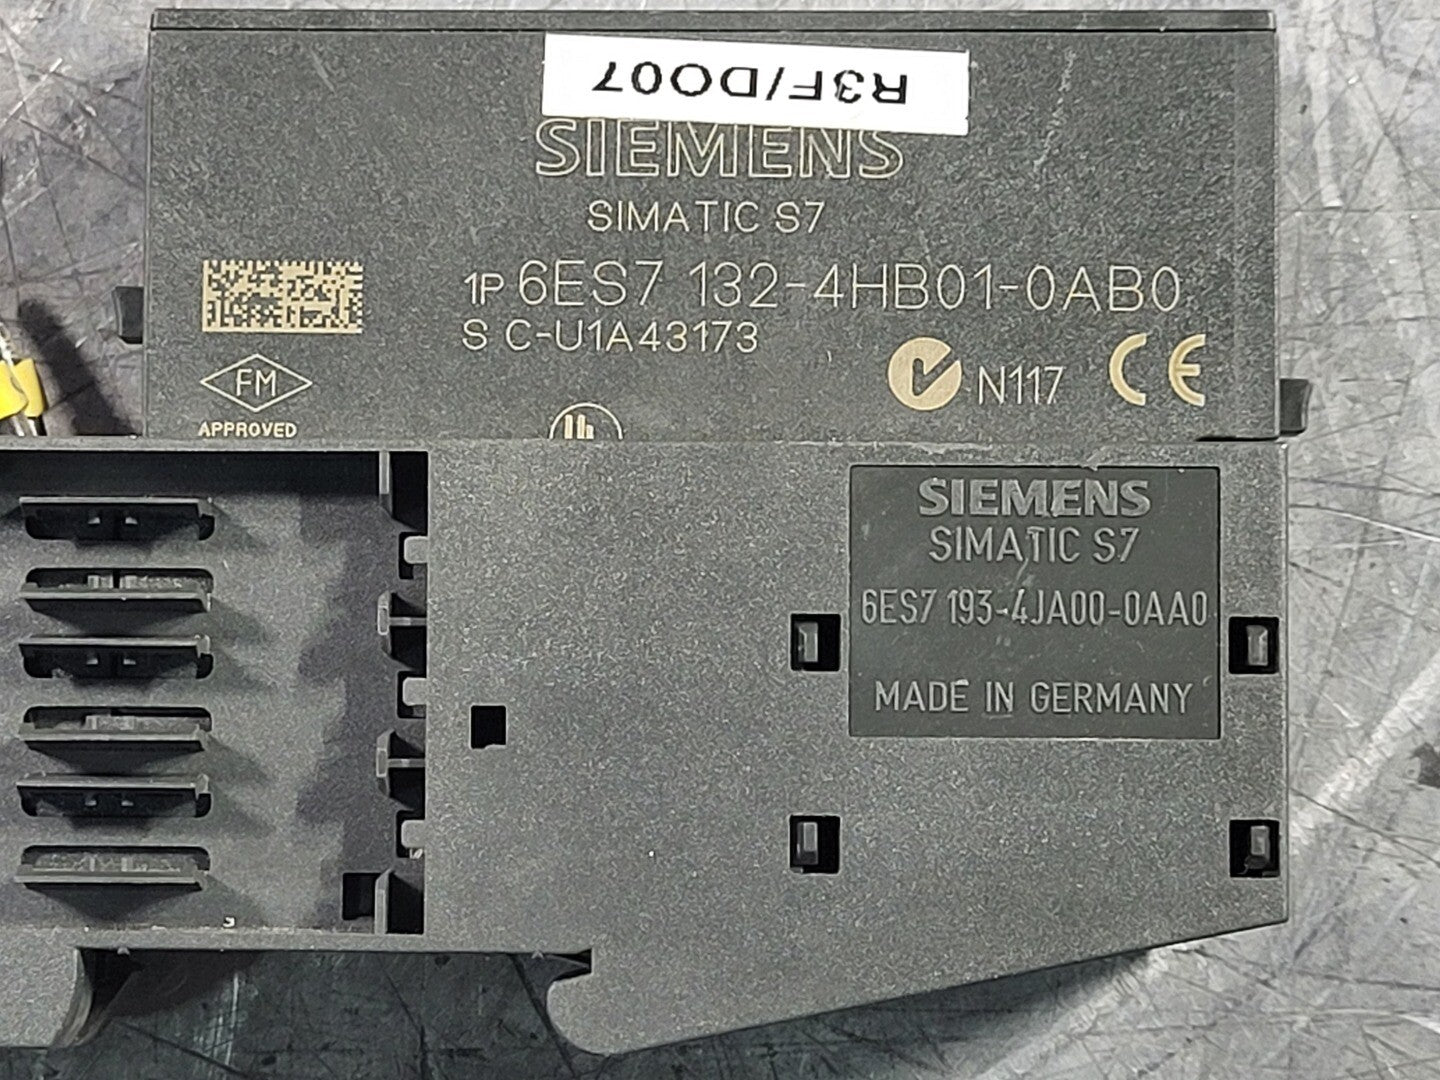 R3F/DO07
SIEMENS
SIMATIC S7
1P 6ES7 132-4HB01-0AB0
S C-U1A43173
FM
APPROVED
N117
CE
SIEMENS
SIMATIC S7
6ES7 193-4JA00-0AA0
MADE IN GERMANY